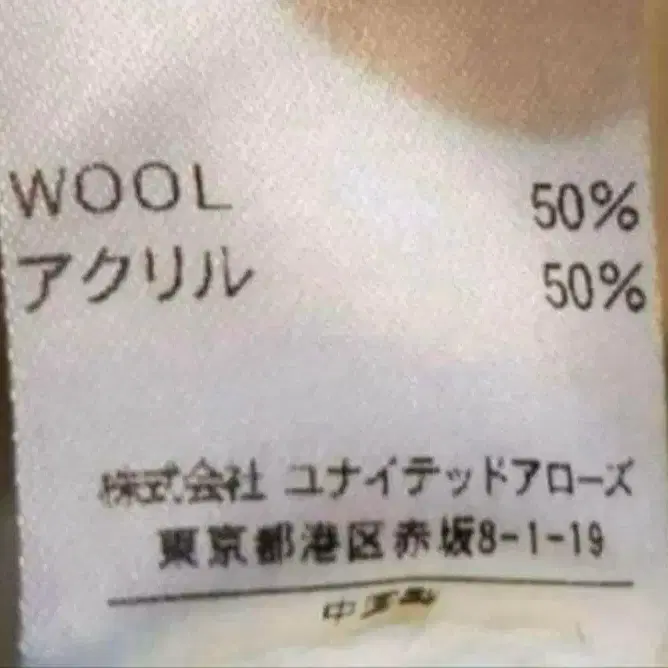 WOOL 50%
アクリル 50%
株式会社 ユナイテッドアローズ
東京都港区赤坂8-1-19
中国製